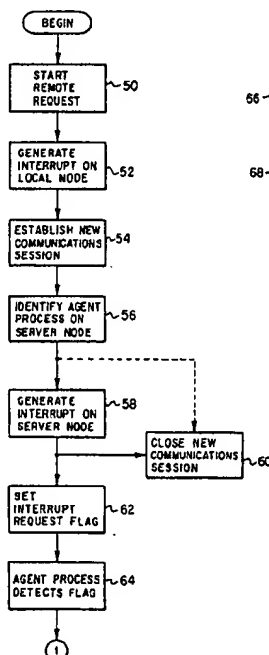 BEGIN
START
REMOTE
REQUEST
50
66
GENERATE
INTERRUPT ON
LOCAL NODE
52
68
ESTABLISH NEW
COMMUNICATIONS
SESSION
54
IDENTIFY AGENT
PROCESS ON
SERVER NODE
56
GENERATE
INTERRUPT ON
SERVER NODE
58
CLOSE NEW
COMMUNICATIONS
SESSION
60
SET
INTERRUPT
REQUEST FLAG
62
AGENT PROCESS
DETECTS FLAG
64
1